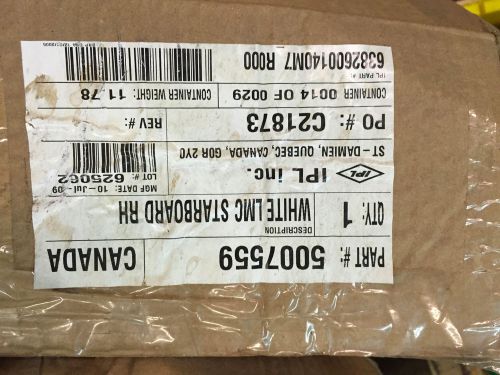 PART #: 5007559 CANADA
DESCRIPTION
QTY: 1 WHITE LMC STARBOARD RH
IPL IPL inc. MGF DATE: 10-Jul-09
LOT #: 625062
ST-DAMIEN, QUEBEC, CANADA, G0R 2Y0
PO #: C21873 REV #:
CONTAINER 0014 OF 0029 CONTAINER WEIGHT: 11.78
IPL PART #:
6382600140M7 R000